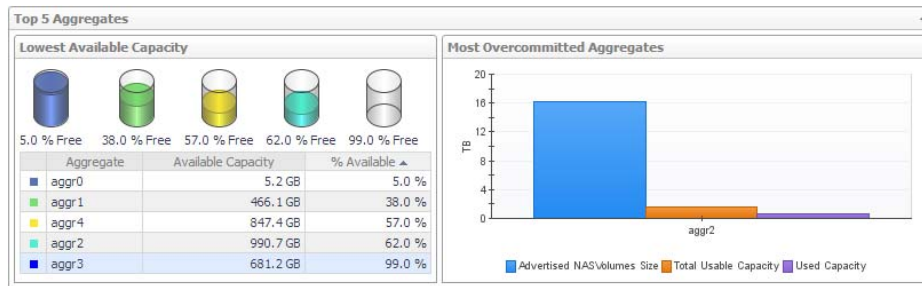 Top 5 Aggregates
Lowest Available Capacity
5.0 % Free 38.0 % Free 57.0 % Free 62.0 % Free 99.0 % Free
Aggregate Available Capacity % Available
aggr0 5.2 GB 5.0 %
aggr1 466.1 GB 38.0 %
aggr4 847.4 GB 57.0 %
aggr2 990.7 GB 62.0 %
aggr3 681.2 GB 99.0 %
Most Overcommitted Aggregates
20
16
12
8
4
0
TB
aggr2
Advertised NASVolumes Size Total Usable Capacity Used Capacity